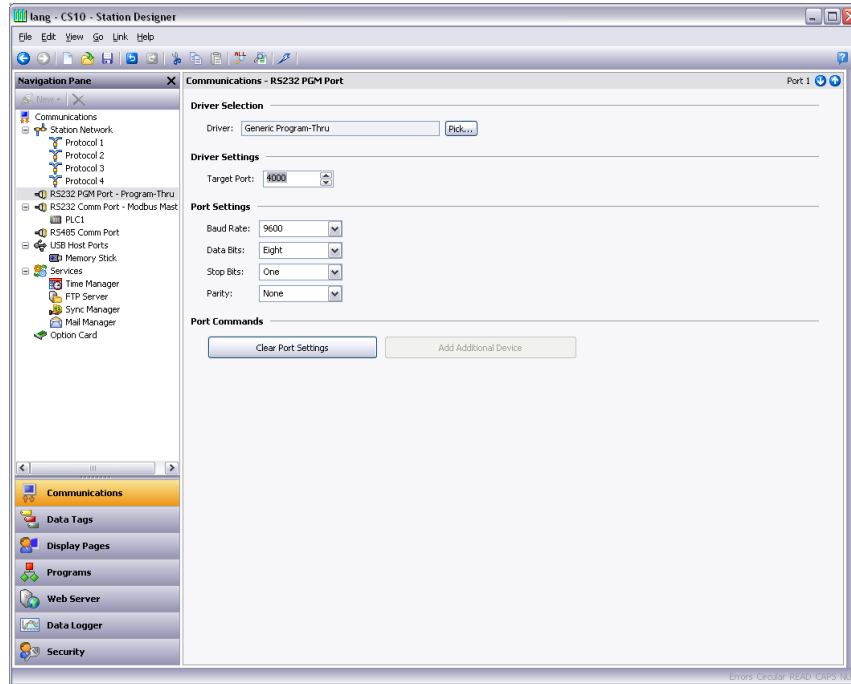 lang - CS10 - Station Designer
File Edit View Go Link Help
Navigation Pane
Communications - RS232 PGM Port
Port 1
New
Communications
Station Network
Protocol 1
Protocol 2
Protocol 3
Protocol 4
RS232 PGM Port - Program-Thru
RS232 Comm Port - Modbus Mast
PLC1
RS485 Comm Port
USB Host Ports
Memory Stick
Services
Time Manager
FTP Server
Sync Manager
Mail Manager
Option Card
Driver Selection
Driver: Generic Program-Thru Pick...
Driver Settings
Target Port: 4000
Port Settings
Baud Rate: 9600
Data Bits: Eight
Stop Bits: One
Parity: None
Port Commands
Clear Port Settings Add Additional Device
Communications
Data Tags
Display Pages
Programs
Web Server
Data Logger
Security
Errors Circular READ CAPS NU